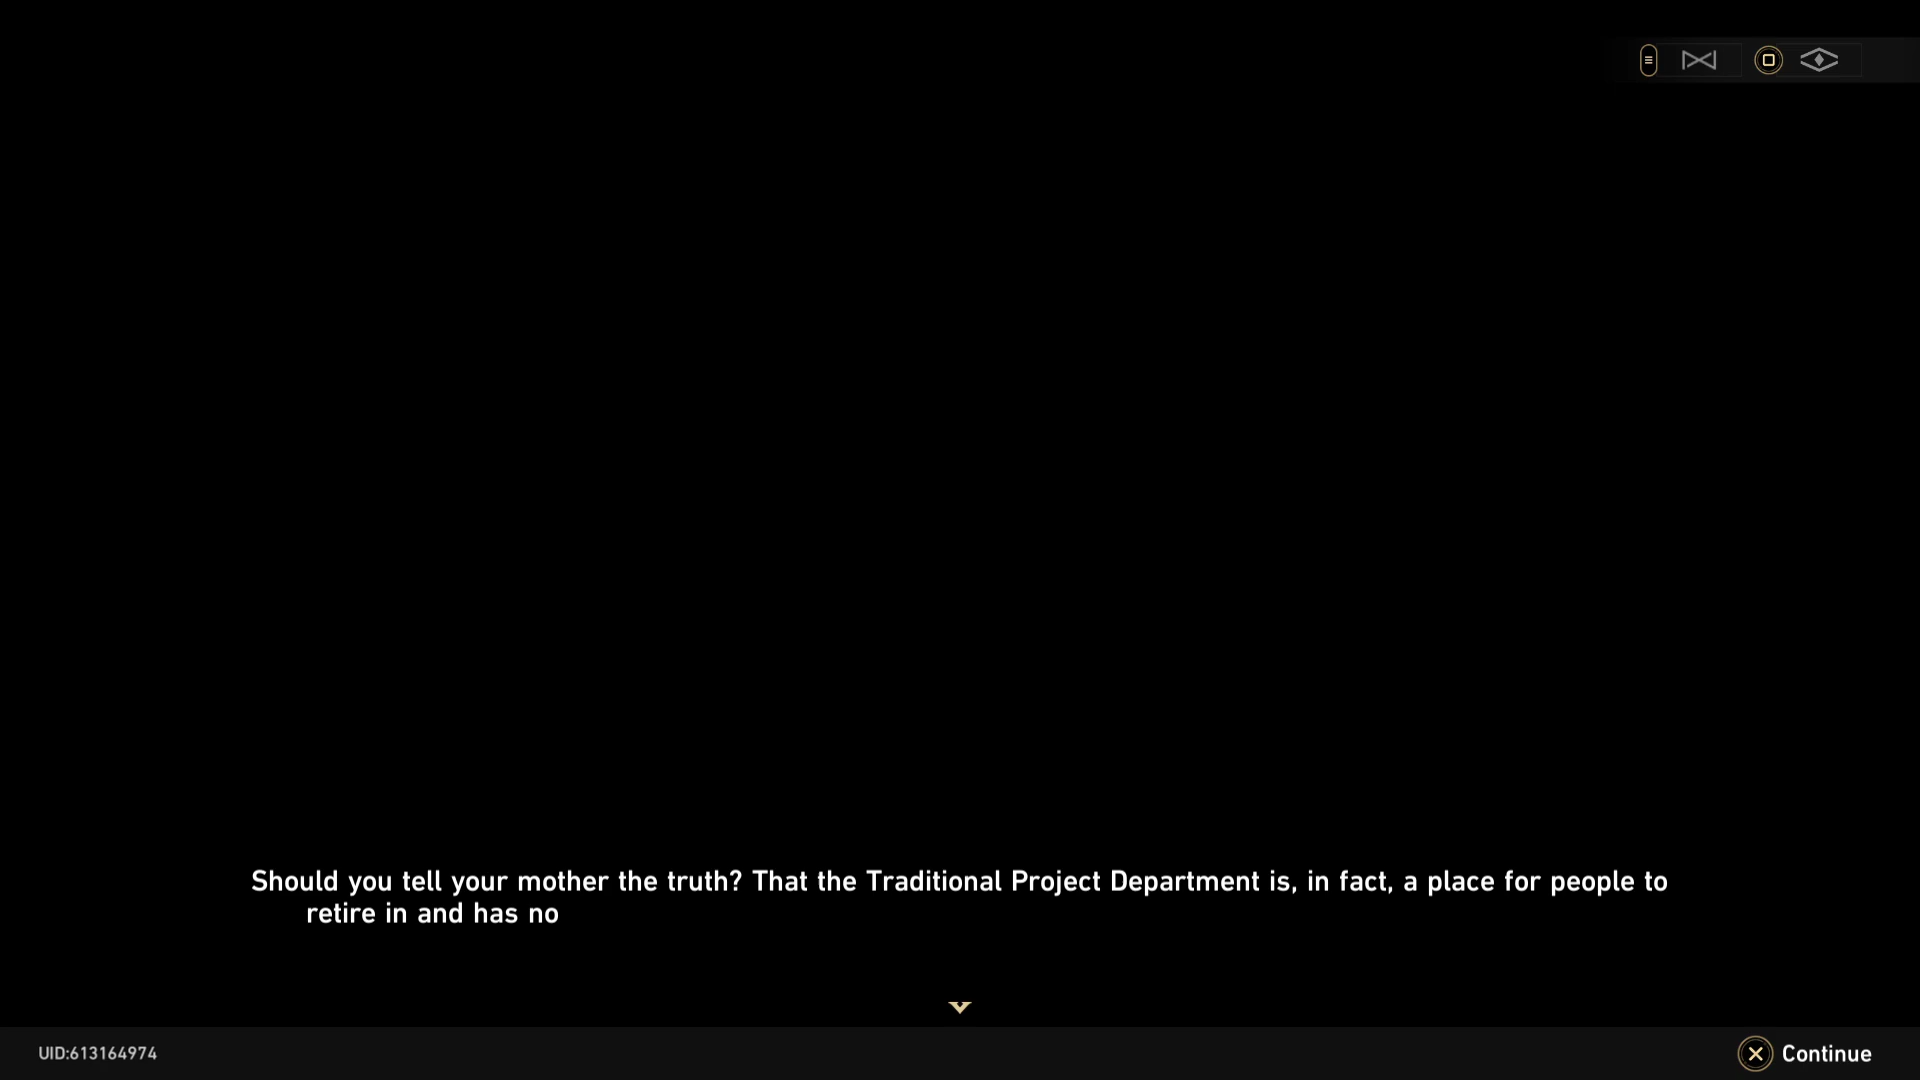 Should you tell your mother the truth? That the Traditional Project Department is, in fact, a place for people to
retire in and has no
UID:613164974
Continue